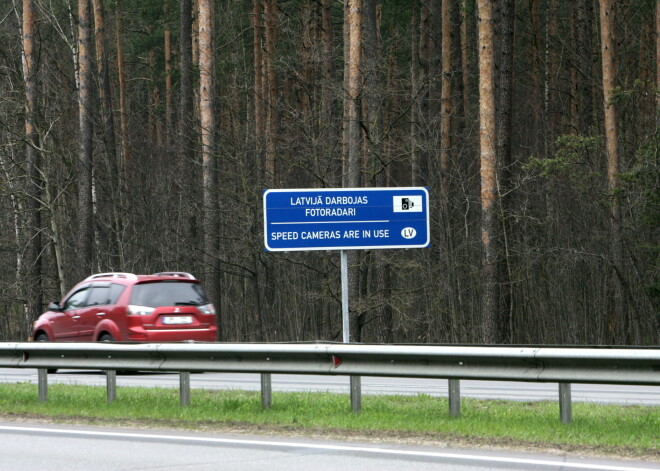 LATVIJĀ DARBOJAS
FOTORADARI
SPEED CAMERAS ARE IN USE
LV